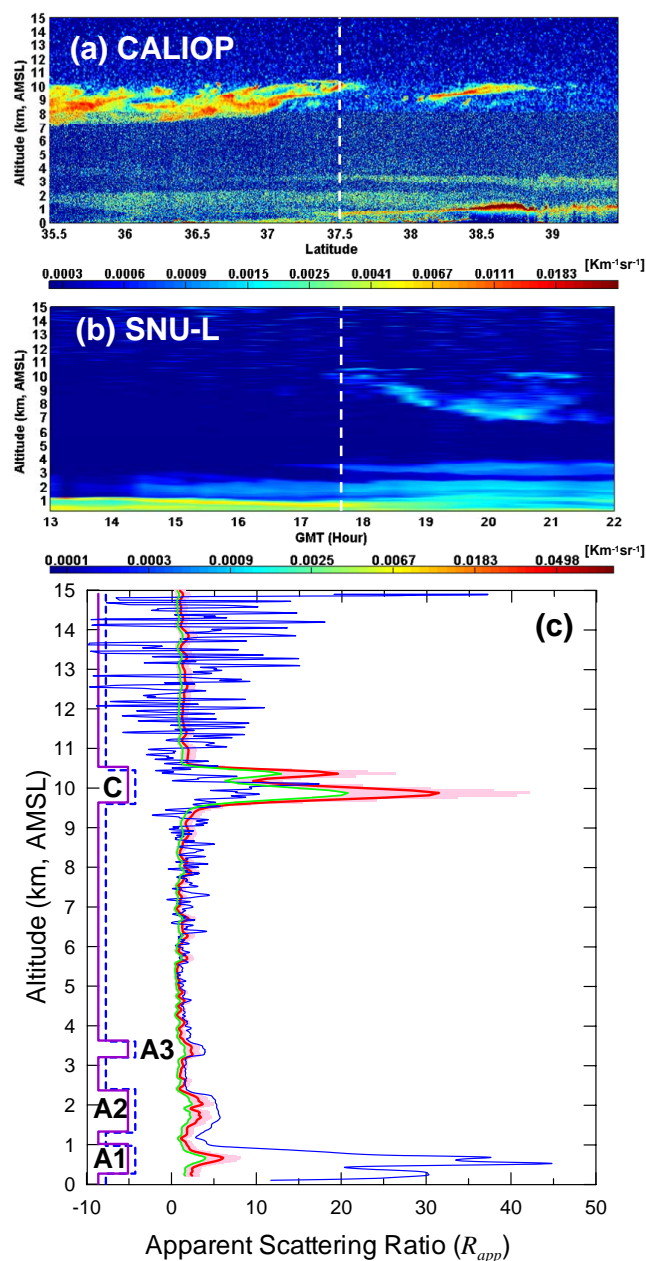 (a) CALIOP
Altitude (km, AMSL)
15
14
13
12
11
10
9
8
7
6
5
4
3
2
1
0
35.5 36 36.5 37 37.5 38 38.5 39
Latitude
[Km⁻¹sr⁻¹]
0.0003 0.0006 0.0009 0.0015 0.0025 0.0041 0.0067 0.0111 0.0183
(b) SNU-L
Altitude (km, AMSL)
15
14
13
12
11
10
9
8
7
6
5
4
3
2
1
13 14 15 16 17 18 19 20 21 22
GMT (Hour)
[Km⁻¹sr⁻¹]
0.0001 0.0003 0.0009 0.0025 0.0067 0.0183 0.0498
(c)
Altitude (km, AMSL)
15
14
13
12
11
10
9
8
7
6
5
4
3
2
1
0
C
A3
A2
A1
-10 0 10 20 30 40 50
Apparent Scattering Ratio (R_app)